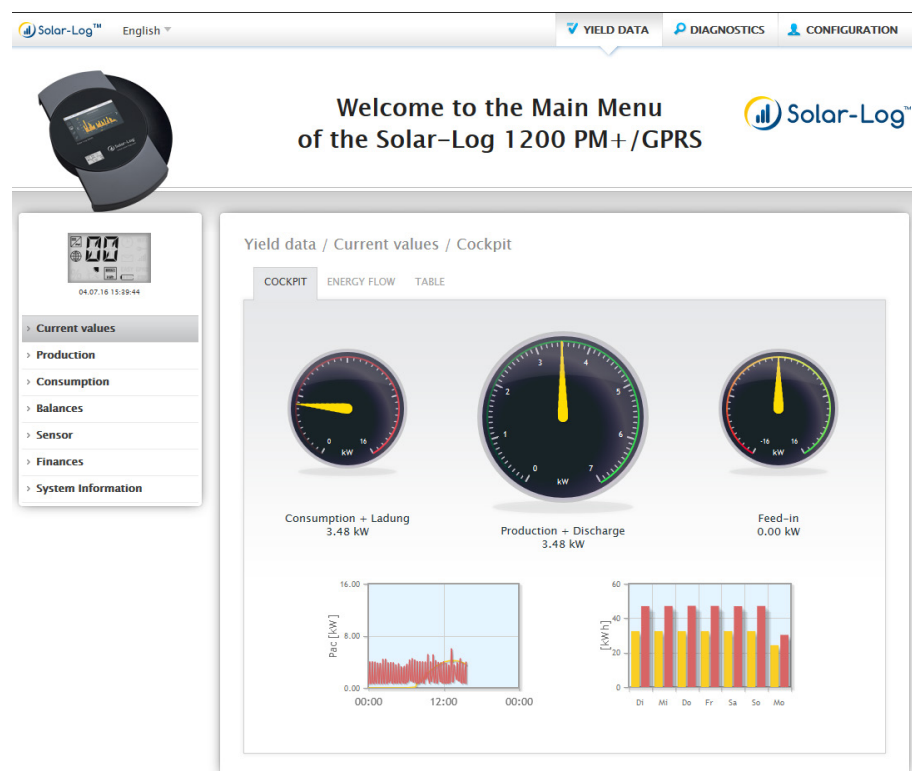 Solar-Log™ English YIELD DATA DIAGNOSTICS CONFIGURATION
Welcome to the Main Menu
of the Solar-Log 1200 PM+/GPRS
Solar-Log™
00
04.07.16 15:39:44
Current values
Production
Consumption
Balances
Sensor
Finances
System Information
Yield data / Current values / Cockpit
COCKPIT ENERGY FLOW TABLE
0 16
kW
Consumption + Ladung
3.48 kW
3 4
2 5
1 6
0 7
kW
Production + Discharge
3.48 kW
-16 16
kW
Feed-in
0.00 kW
16.00
8.00
0.00
Pac [kW]
00:00 12:00 00:00
60
40
20
0
[kWh]
Di Mi Do Fr Sa So Mo